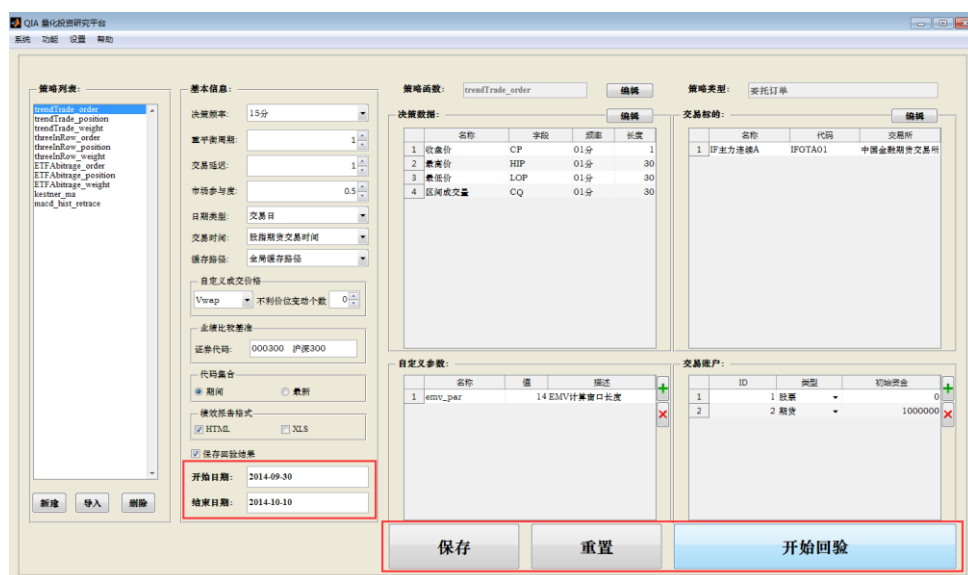 QIA 量化投资研究平台
系统 功能 设置 帮助
策略列表:
trendTrade_order
trendTrade_position
trendTrade_weight
threeInRow_order
threeInRow_position
threeInRow_weight
ETFAbitrage_order
ETFAbitrage_position
ETFAbitrage_weight
kestner_ma
macd_hist_retrace
新建 导入 删除
基本信息:
决策频率: 15分
重平衡周期: 1
交易延迟: 1
市场参与度: 0.5
日期类型: 交易日
交易时间: 股指期货交易时间
缓存路径: 全局缓存路径
自定义成交价格
Vwap 不利价位变动个数 0
业绩比较基准
证券代码: 000300 沪深300
代码集合
期间 最新
绩效报告格式
HTML XLS
保存回验结果
开始日期: 2014-09-30
结束日期: 2014-10-10
策略函数: trendTrade_order 编辑
决策数据: 编辑
名称 字段 频率 长度
1 收盘价 CP 01分 1
2 最高价 HIP 01分 30
3 最低价 LOP 01分 30
4 区间成交量 CQ 01分 30
自定义参数:
名称 值 描述
1 emv_par 14 EMV计算窗口长度
策略类型: 委托订单
交易标的: 编辑
名称 代码 交易所
1 IF主力连续A IFGTA01 中国金融期货交易所
交易账户:
ID 类型 初始资金
1 1 股票 0
2 2 期货 1000000
保存 重置 开始回验